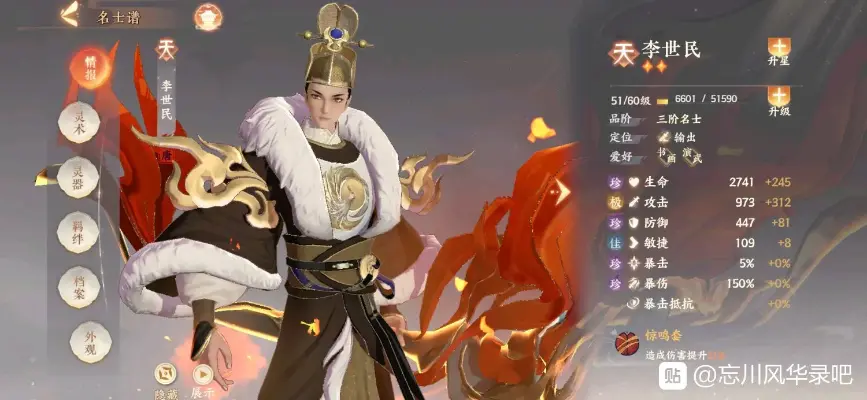 名士谱
情报
灵术
灵器
羁绊
档案
外观
天
李世民
唐
隐藏
展示
天 李世民
升星
51/60级 6601 / 51590
升级
品阶 三阶名士
定位 输出
爱好 书画 演武
珍 生命 2741 +245
极 攻击 973 +312
珍 防御 447 +81
佳 敏捷 109 +8
珍 暴击 5% +0%
珍 暴伤 150% +0%
暴击抵抗 +0%
惊鸣套
造成伤害提升
贴 @忘川风华录吧